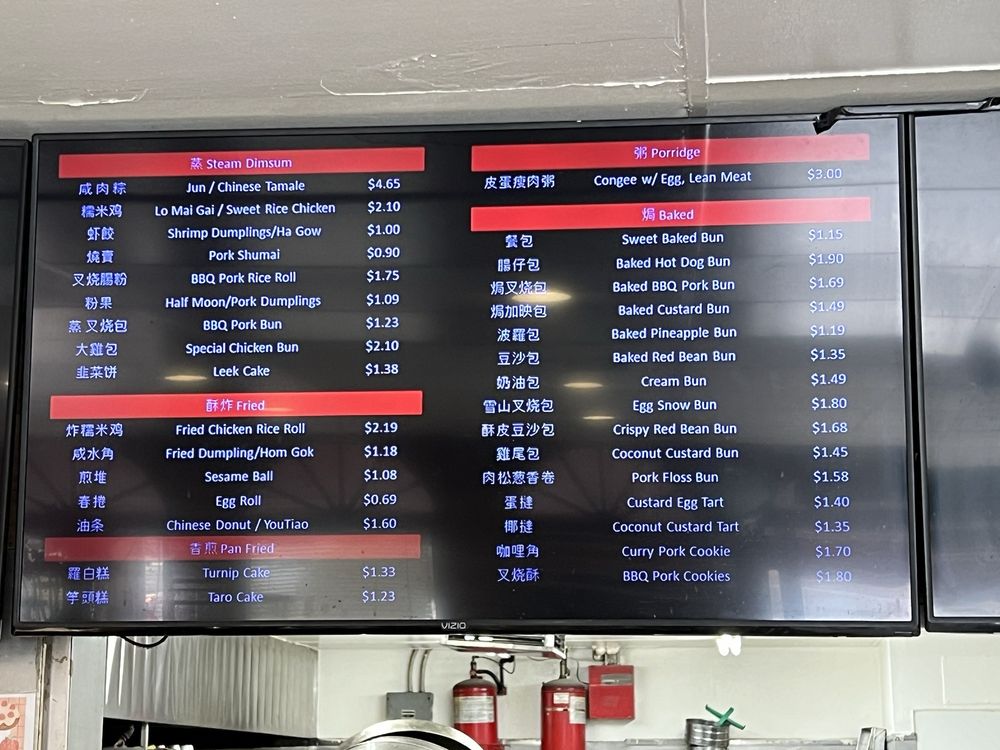 蒸 Steam Dimsum
咸肉粽 Jun / Chinese Tamale $4.65
糯米鸡 Lo Mai Gai / Sweet Rice Chicken $2.10
虾餃 Shrimp Dumplings/Ha Gow $1.00
燒賣 Pork Shumai $0.90
叉烧腸粉 BBQ Pork Rice Roll $1.75
粉果 Half Moon/Pork Dumplings $1.09
蒸叉烧包 BBQ Pork Bun $1.23
大雞包 Special Chicken Bun $2.10
韭菜饼 Leek Cake $1.38
酥炸 Fried
炸糯米鸡 Fried Chicken Rice Roll $2.19
咸水角 Fried Dumpling/Hom Gok $1.18
煎堆 Sesame Ball $1.08
春捲 Egg Roll $0.69
油条 Chinese Donut / YouTiao $1.60
香煎 Pan Fried
羅白糕 Turnip Cake $1.33
芋頭糕 Taro Cake $1.23
粥 Porridge
皮蛋瘦肉粥 Congee w/ Egg, Lean Meat $3.00
焗 Baked
餐包 Sweet Baked Bun $1.15
腸仔包 Baked Hot Dog Bun $1.90
焗叉烧包 Baked BBQ Pork Bun $1.69
焗加映包 Baked Custard Bun $1.49
波羅包 Baked Pineapple Bun $1.19
豆沙包 Baked Red Bean Bun $1.35
奶油包 Cream Bun $1.49
雪山叉烧包 Egg Snow Bun $1.80
酥皮豆沙包 Crispy Red Bean Bun $1.68
雞尾包 Coconut Custard Bun $1.45
肉松葱香卷 Pork Floss Bun $1.58
蛋撻 Custard Egg Tart $1.40
椰撻 Coconut Custard Tart $1.35
咖哩角 Curry Pork Cookie $1.70
叉烧酥 BBQ Pork Cookies $1.80
VIZIO